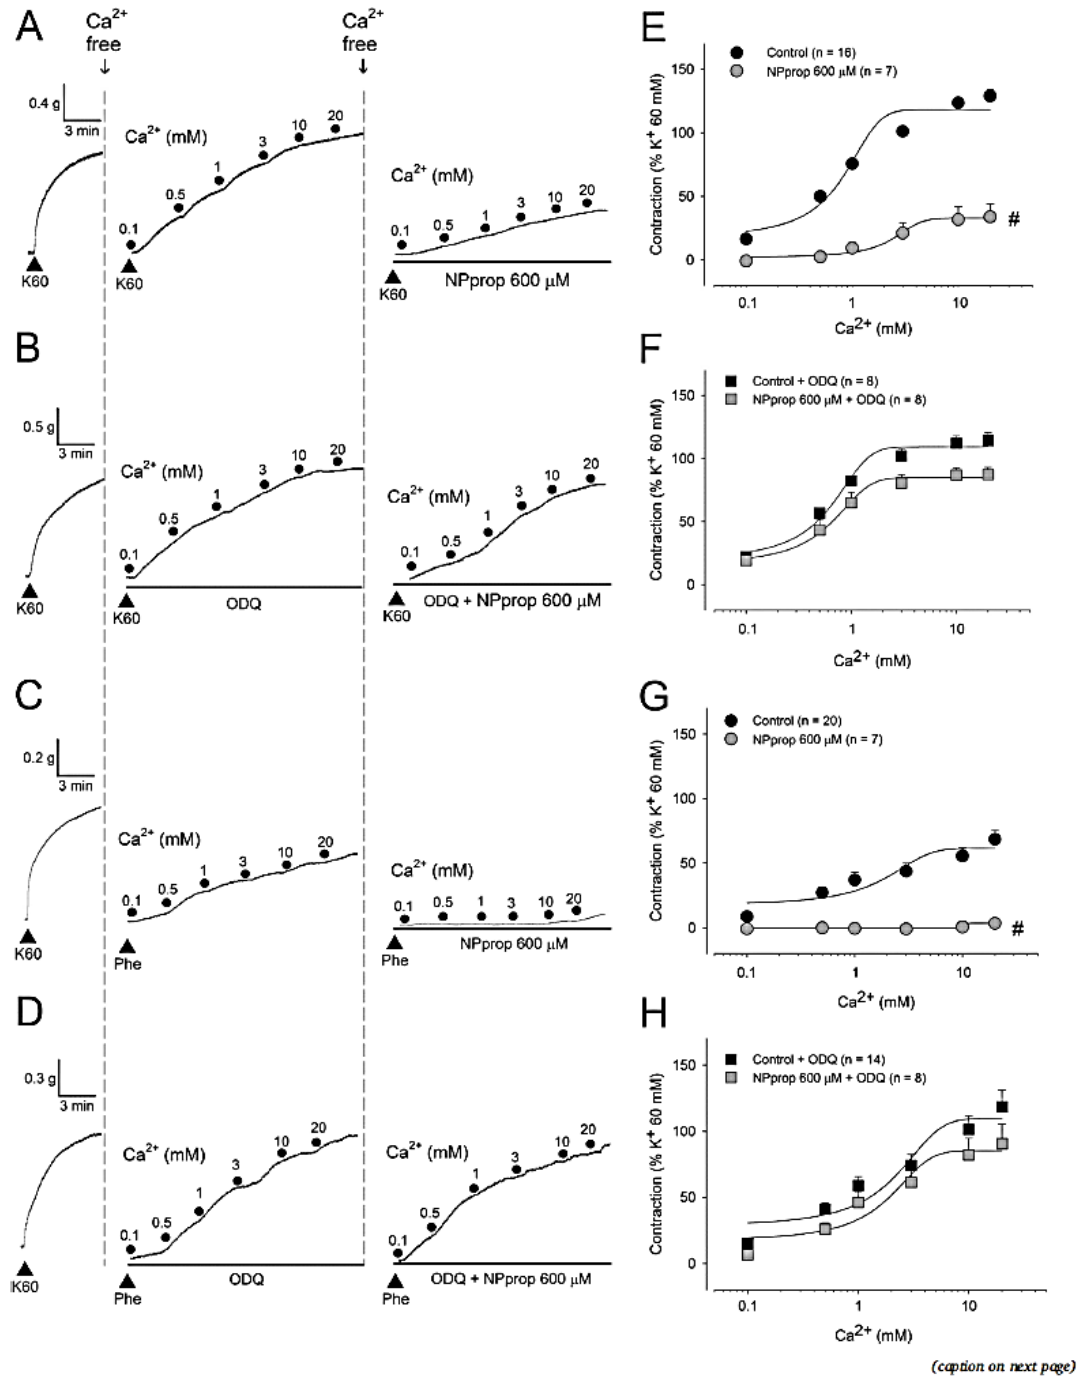 A
Ca2+
free
Ca2+
free
0.4 g
3 min
Ca2+ (mM)
0.1
0.5
1
3
10
20
K60
K60
Ca2+ (mM)
0.1
0.5
1
3
10
20
K60
NPprop 600 µM
E
Control (n = 16)
NPprop 600 µM (n = 7)
Contraction (% K+ 60 mM)
150
100
50
0
#
0.1
1
10
Ca2+ (mM)
B
0.5 g
3 min
Ca2+ (mM)
0.1
0.5
1
3
10
20
K60
K60
ODQ
Ca2+ (mM)
0.1
0.5
1
3
10
20
K60
ODQ + NPprop 600 µM
F
Control + ODQ (n = 8)
NPprop 600 µM + ODQ (n = 8)
Contraction (% K+ 60 mM)
150
100
50
0
0.1
1
10
Ca2+ (mM)
C
0.2 g
3 min
Ca2+ (mM)
0.1
0.5
1
3
10
20
K60
Phe
Ca2+ (mM)
0.1
0.5
1
3
10
20
Phe
NPprop 600 µM
G
Control (n = 20)
NPprop 600 µM (n = 7)
Contraction (% K+ 60 mM)
150
100
50
0
#
0.1
1
10
Ca2+ (mM)
D
0.3 g
3 min
Ca2+ (mM)
0.1
0.5
1
3
10
20
K60
Phe
ODQ
Ca2+ (mM)
0.1
0.5
1
3
10
20
Phe
ODQ + NPprop 600 µM
H
Control + ODQ (n = 14)
NPprop 600 µM + ODQ (n = 8)
Contraction (% K+ 60 mM)
150
100
50
0
0.1
1
10
Ca2+ (mM)
(caption on next page)